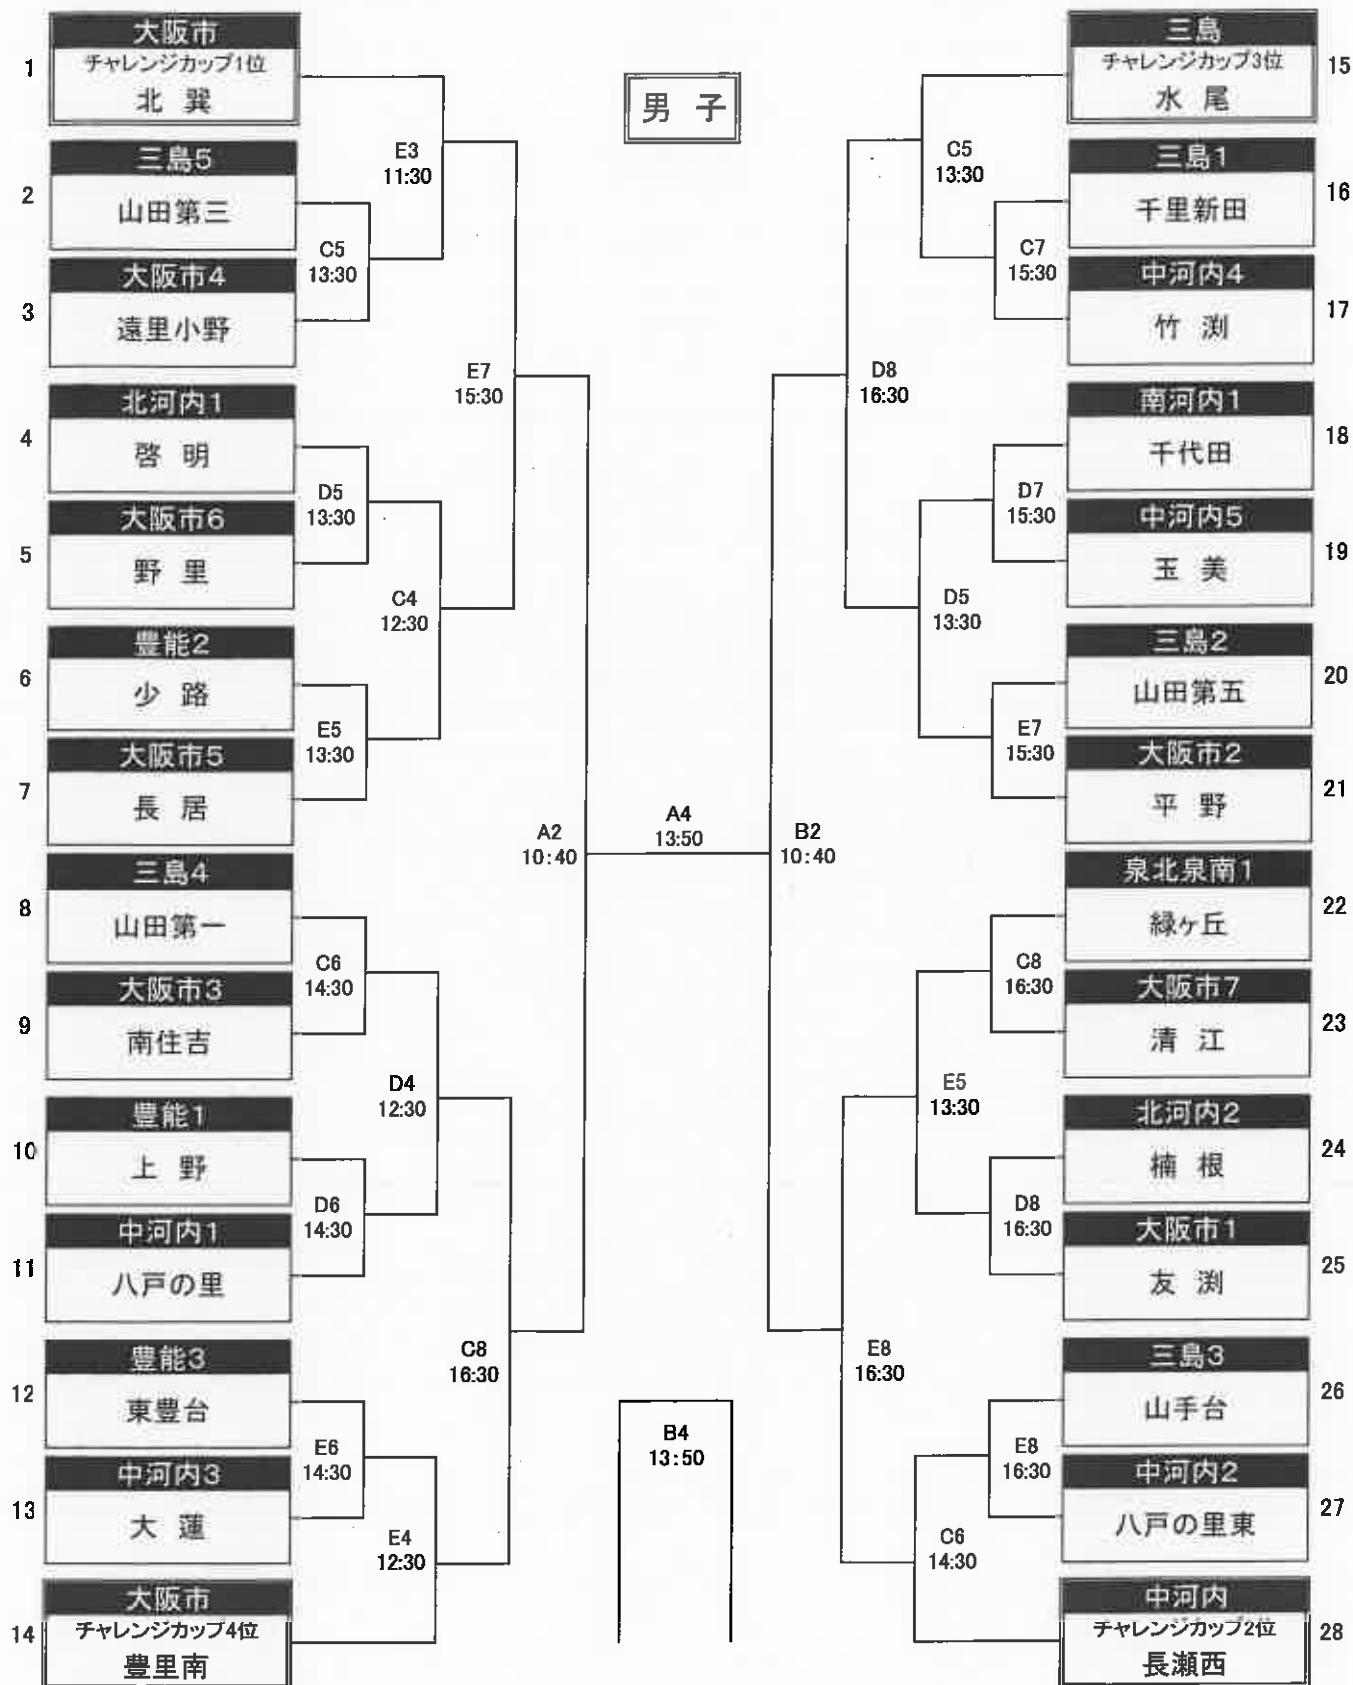 男 子
1
大阪市
チャレンジカップ1位
北 巽
2
三島5
山田第三
3
大阪市4
遠里小野
4
北河内1
啓 明
5
大阪市6
野 里
6
豊能2
少 路
7
大阪市5
長 居
8
三島4
山田第一
9
大阪市3
南住吉
10
豊能1
上 野
11
中河内1
八戸の里
12
豊能3
東豊台
13
中河内3
大 蓮
14
大阪市
チャレンジカップ4位
豊里南
E3
11:30
C5
13:30
E7
15:30
D5
13:30
C4
12:30
E5
13:30
A2
10:40
C6
14:30
D4
12:30
D6
14:30
C8
16:30
E6
14:30
E4
12:30
A4
13:50
B4
13:50
B2
10:40
C5
13:30
C7
15:30
D8
16:30
D7
15:30
D5
13:30
E7
15:30
C8
16:30
E5
13:30
D8
16:30
E8
16:30
E8
16:30
C6
14:30
三島
チャレンジカップ3位
水 尾
15
三島1
千里新田
16
中河内4
竹 渕
17
南河内1
千代田
18
中河内5
玉 美
19
三島2
山田第五
20
大阪市2
平 野
21
泉北泉南1
緑ヶ丘
22
大阪市7
清 江
23
北河内2
楠 根
24
大阪市1
友 渕
25
三島3
山手台
26
中河内2
八戸の里東
27
中河内
チャレンジカップ2位
長瀬西
28